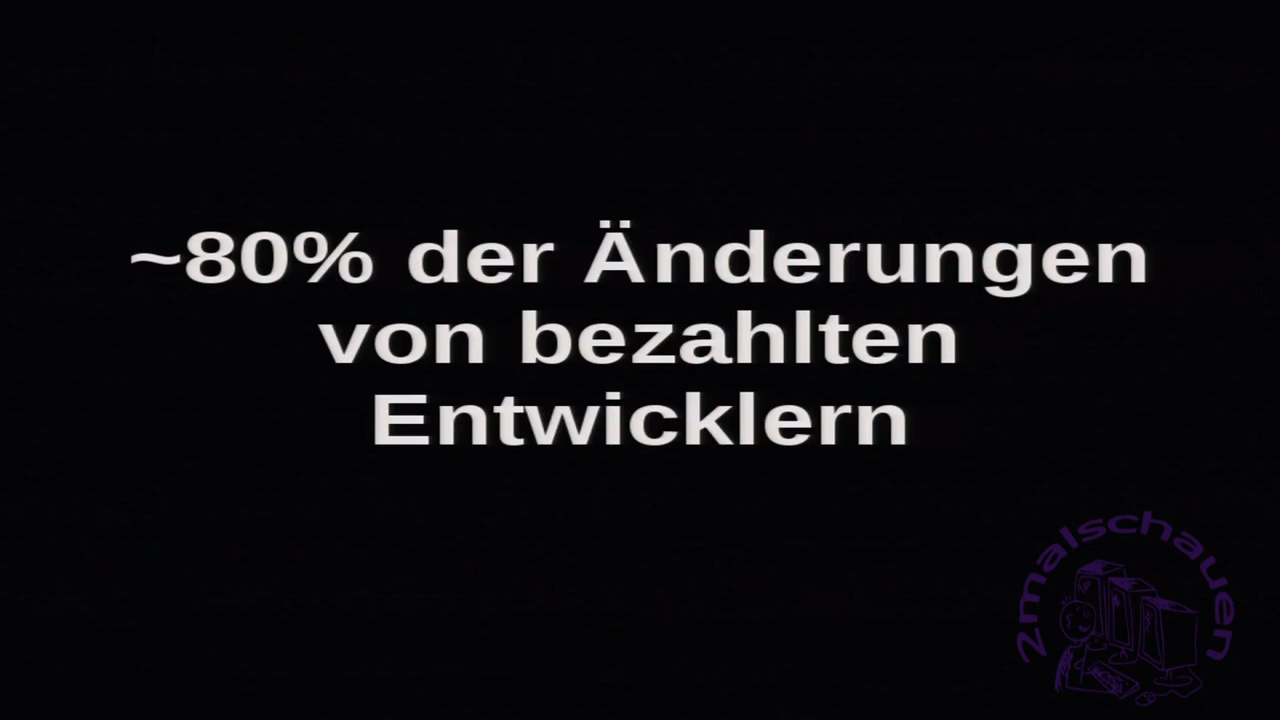 ~80% der Änderungen
von bezahlten
Entwicklern
2malschauen